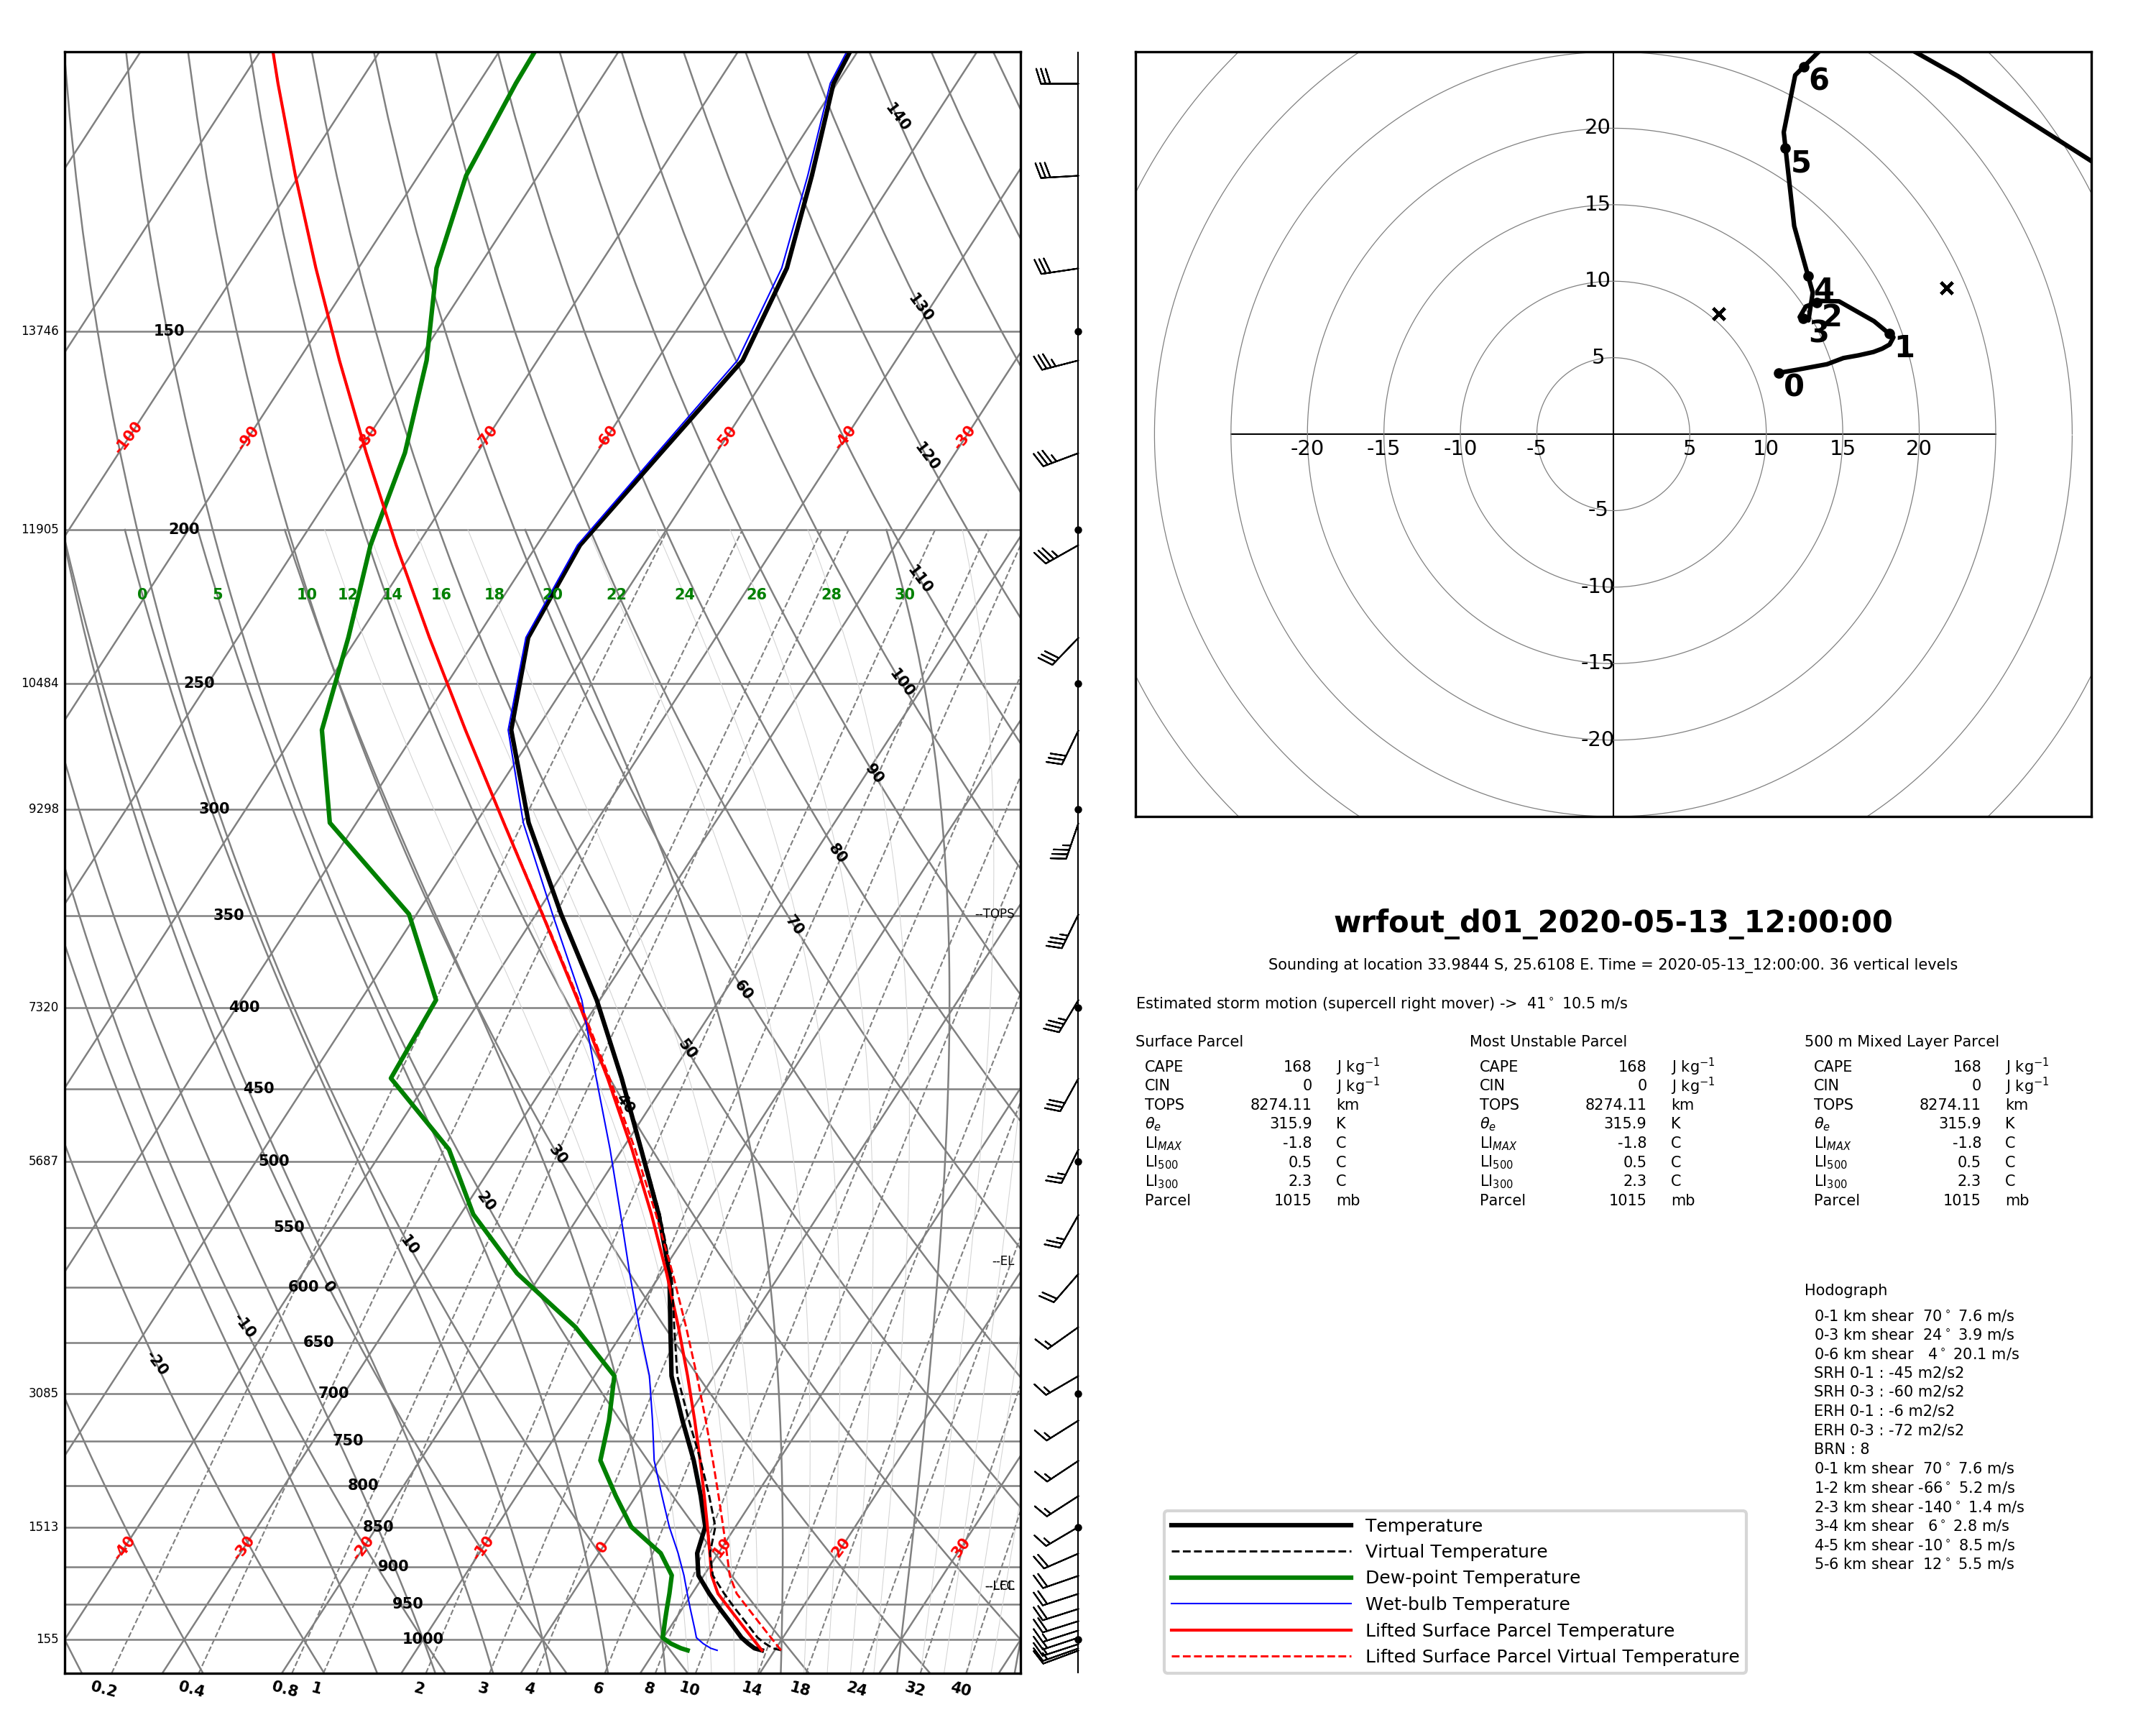 140
130
120
110
100
90
80
70
60
50
40
30
20
10
0
-10
-20
13746 150
-100 -90 -80 -70 -60 -50 -40 -30
11905 200
0 5 10 12 14 16 18 20 22 24 26 28 30
10484 250
9298 300
350 --TOPS
7320 400
450
5687 500
550
--EL
600
650
3085 700
750
800
1513 850
-40 -30 -20 -10 0 10 20 30
900
950
155 1000
0.2 0.4 0.8 1 2 3 4 6 8 10 14 18 24 32 40
6
5
4
2
3
1
0
20
15
10
5
-5
-10
-15
-20
-20 -15 -10 -5 5 10 15 20
wrfout_d01_2020-05-13_12:00:00
Sounding at location 33.9844 S, 25.6108 E. Time = 2020-05-13_12:00:00. 36 vertical levels
Estimated storm motion (supercell right mover) -> 41° 10.5 m/s
Surface Parcel
CAPE 168 J kg⁻¹
CIN 0 J kg⁻¹
TOPS 8274.11 km
θe 315.9 K
LIMAX -1.8 C
LI500 0.5 C
LI300 2.3 C
Parcel 1015 mb
Most Unstable Parcel
CAPE 168 J kg⁻¹
CIN 0 J kg⁻¹
TOPS 8274.11 km
θe 315.9 K
LIMAX -1.8 C
LI500 0.5 C
LI300 2.3 C
Parcel 1015 mb
500 m Mixed Layer Parcel
CAPE 168 J kg⁻¹
CIN 0 J kg⁻¹
TOPS 8274.11 km
θe 315.9 K
LIMAX -1.8 C
LI500 0.5 C
LI300 2.3 C
Parcel 1015 mb
Hodograph
0-1 km shear 70° 7.6 m/s
0-3 km shear 24° 3.9 m/s
0-6 km shear 4° 20.1 m/s
SRH 0-1 : -45 m2/s2
SRH 0-3 : -60 m2/s2
ERH 0-1 : -6 m2/s2
ERH 0-3 : -72 m2/s2
BRN : 8
0-1 km shear 70° 7.6 m/s
1-2 km shear -66° 5.2 m/s
2-3 km shear -140° 1.4 m/s
3-4 km shear 6° 2.8 m/s
4-5 km shear -10° 8.5 m/s
5-6 km shear 12° 5.5 m/s
Temperature
Virtual Temperature
Dew-point Temperature
Wet-bulb Temperature
Lifted Surface Parcel Temperature
Lifted Surface Parcel Virtual Temperature